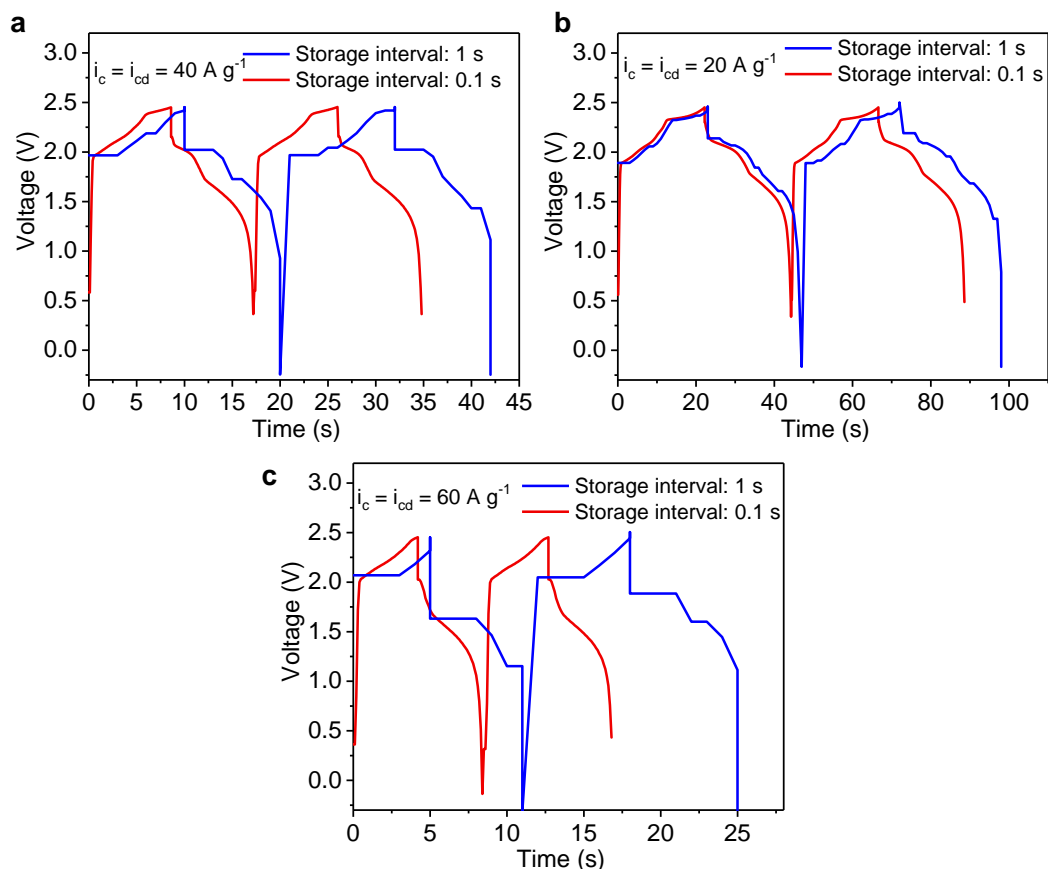 a
3.0
2.5
2.0
1.5
1.0
0.5
0.0
Voltage (V)
i_c = i_cd = 40 A g⁻¹
Storage interval: 1 s
Storage interval: 0.1 s
0 5 10 15 20 25 30 35 40 45
Time (s)
b
3.0
2.5
2.0
1.5
1.0
0.5
0.0
Voltage (V)
i_c = i_cd = 20 A g⁻¹
Storage interval: 1 s
Storage interval: 0.1 s
0 20 40 60 80 100
Time (s)
c
3.0
2.5
2.0
1.5
1.0
0.5
0.0
Voltage (V)
i_c = i_cd = 60 A g⁻¹
Storage interval: 1 s
Storage interval: 0.1 s
0 5 10 15 20 25
Time (s)